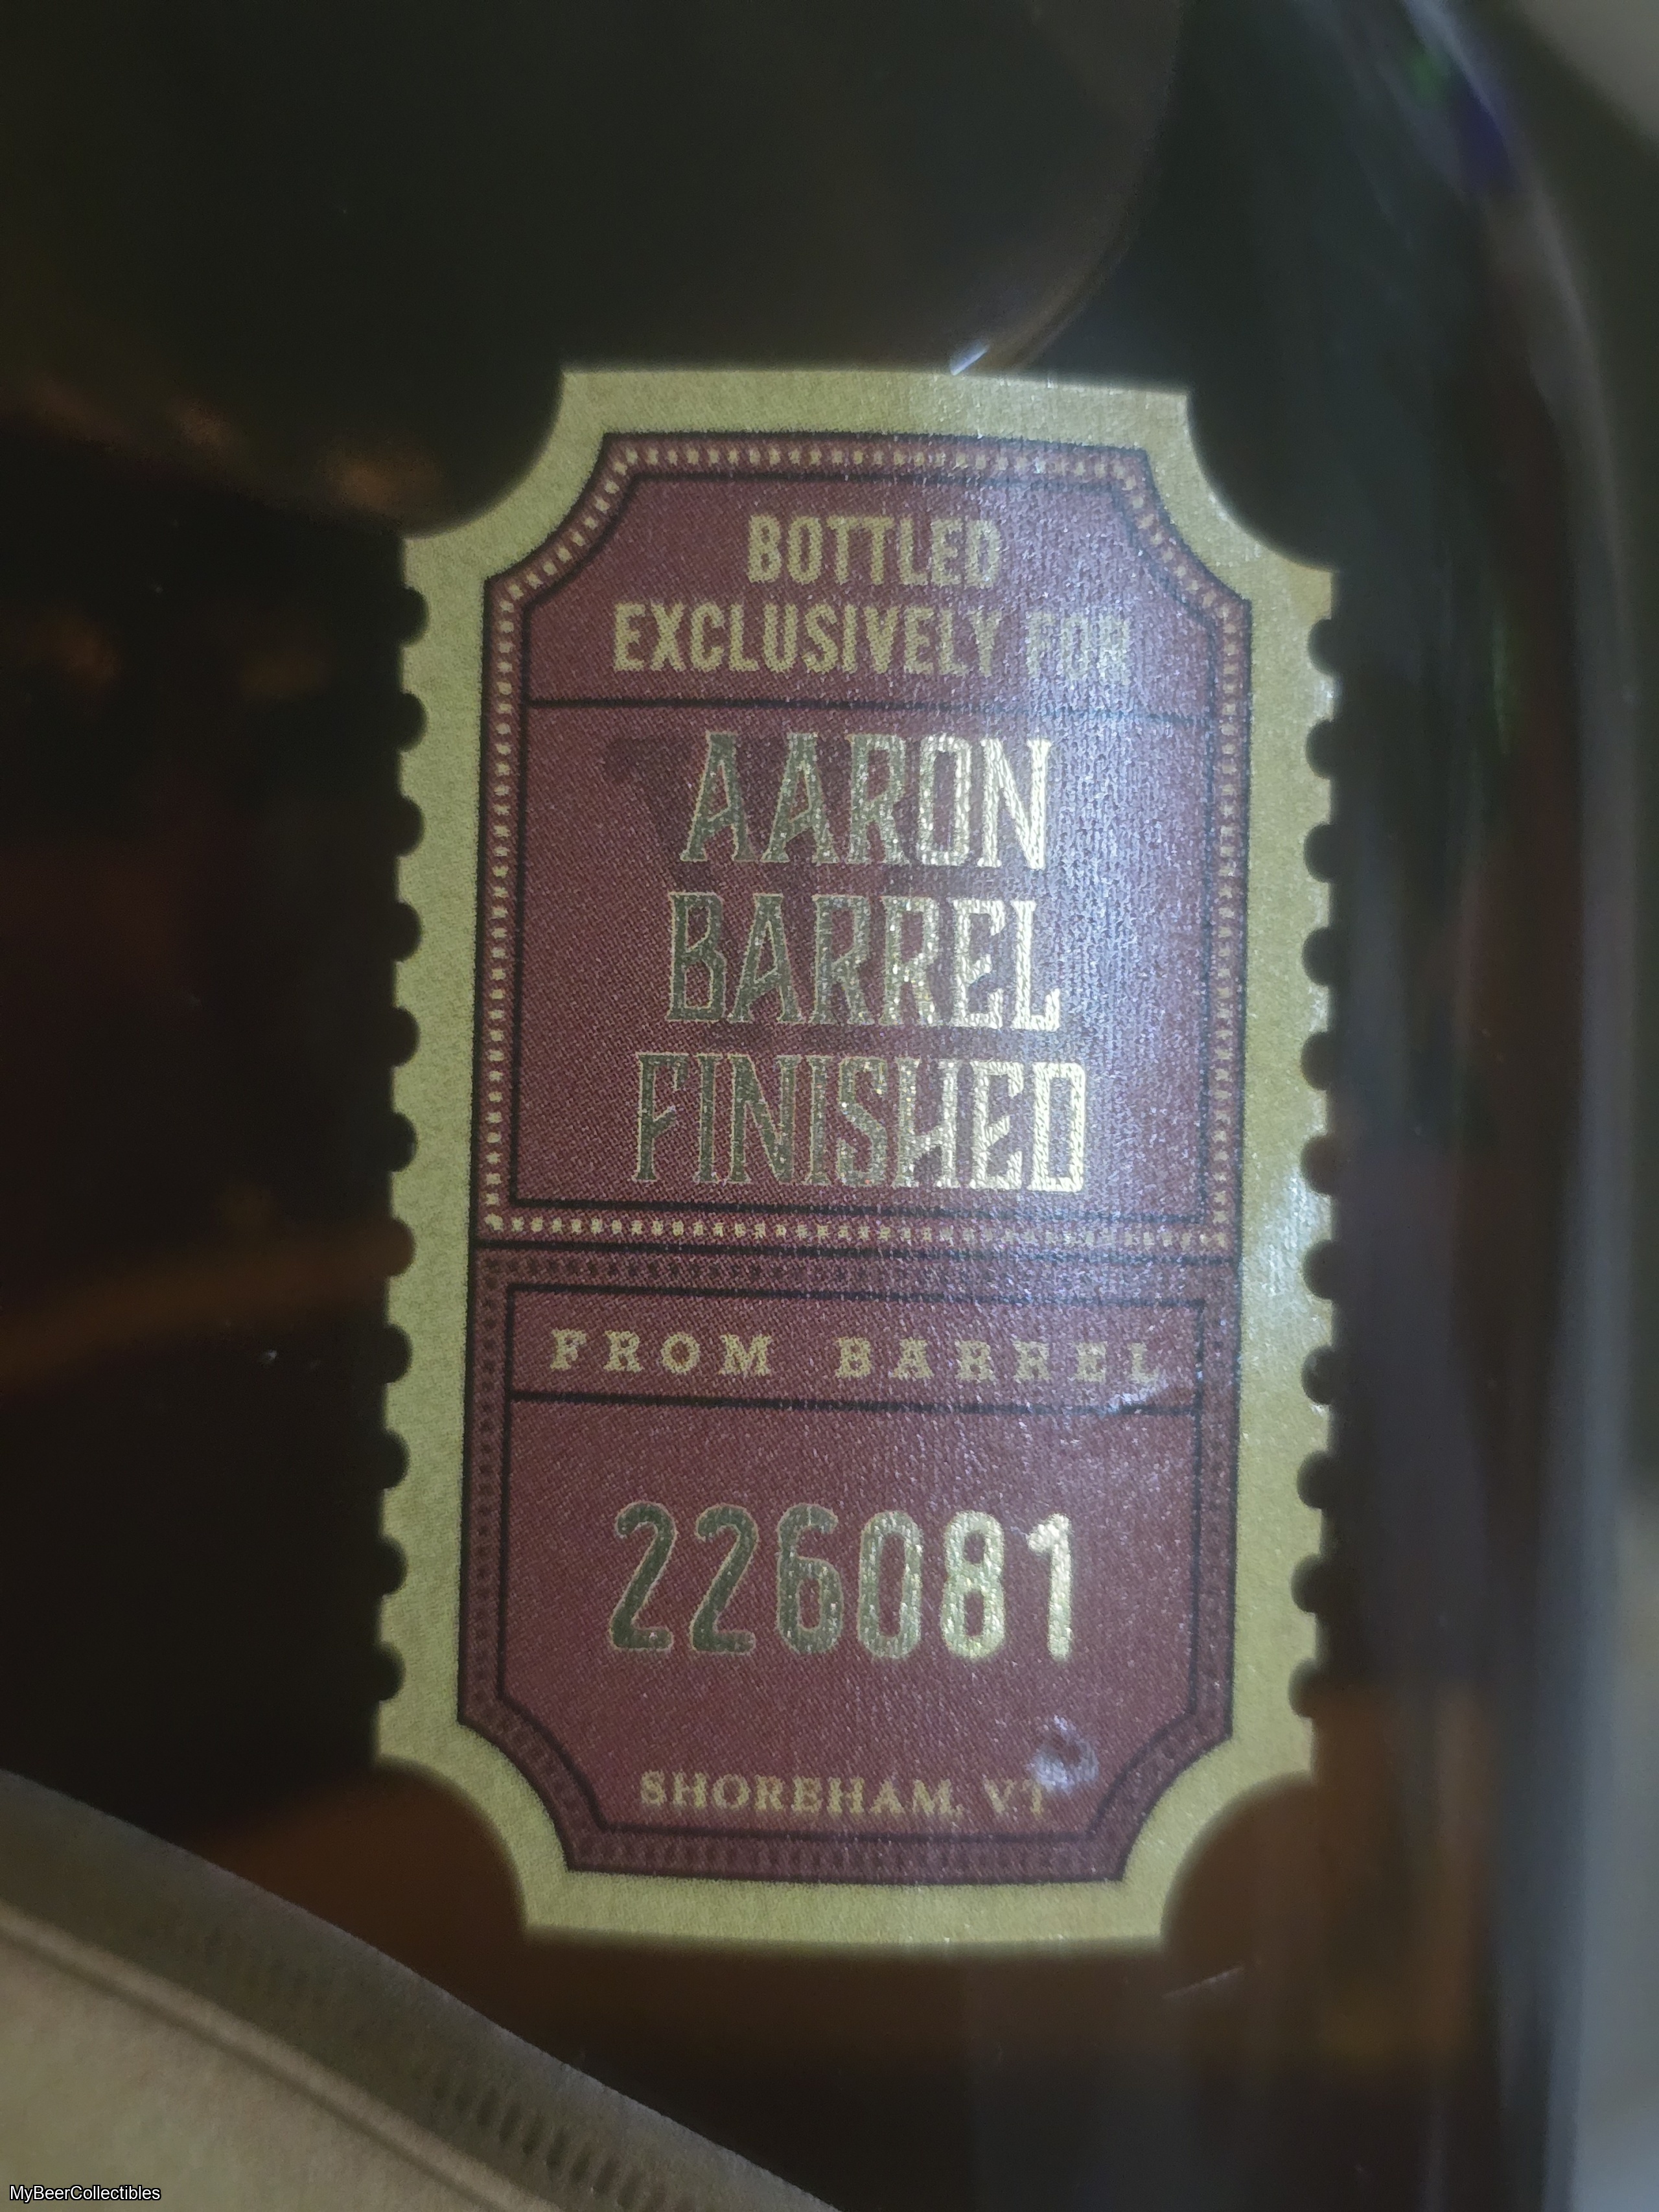 BOTTLED
EXCLUSIVELY FOR
AARON
BARREL
FINISHED
FROM BARREL
226081
SHOREHAM, VT
MyBeerCollectibles